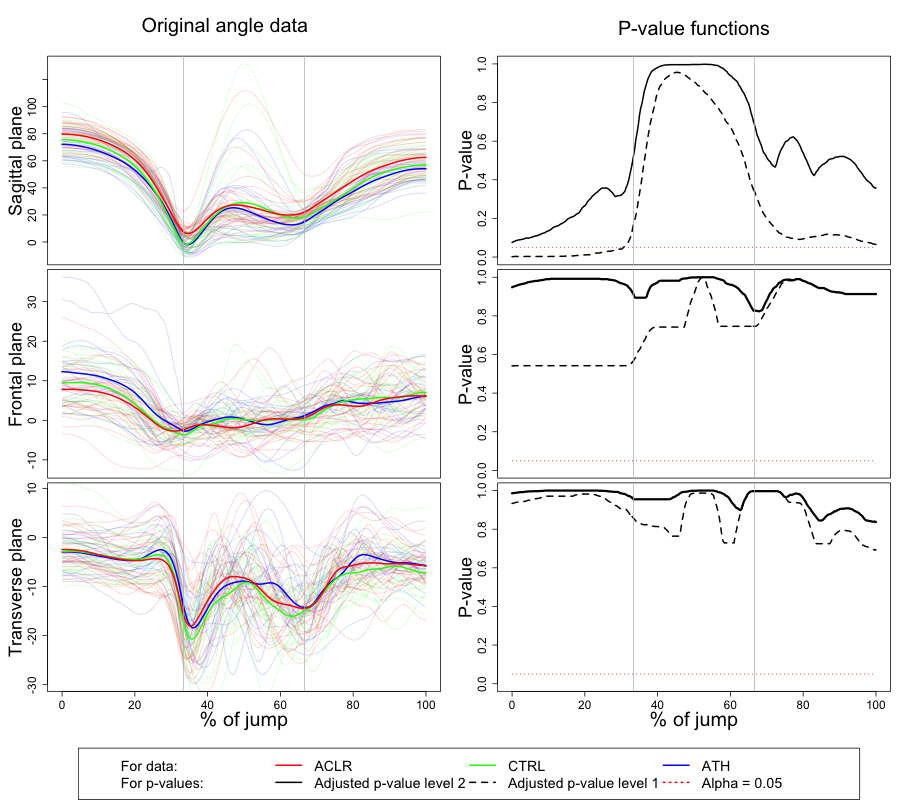 Original angle data
P-value functions
Sagittal plane
0 20 40 60 80 100
P-value
0.0 0.2 0.4 0.6 0.8 1.0
Frontal plane
-10 0 10 20 30
P-value
0.0 0.2 0.4 0.6 0.8 1.0
Transverse plane
-30 -20 -10 0 10
P-value
0.0 0.2 0.4 0.6 0.8 1.0
0 20 40 60 80 100
0 20 40 60 80 100
% of jump
% of jump
For data: ACLR CTRL ATH
For p-values: Adjusted p-value level 2 Adjusted p-value level 1 Alpha = 0.05